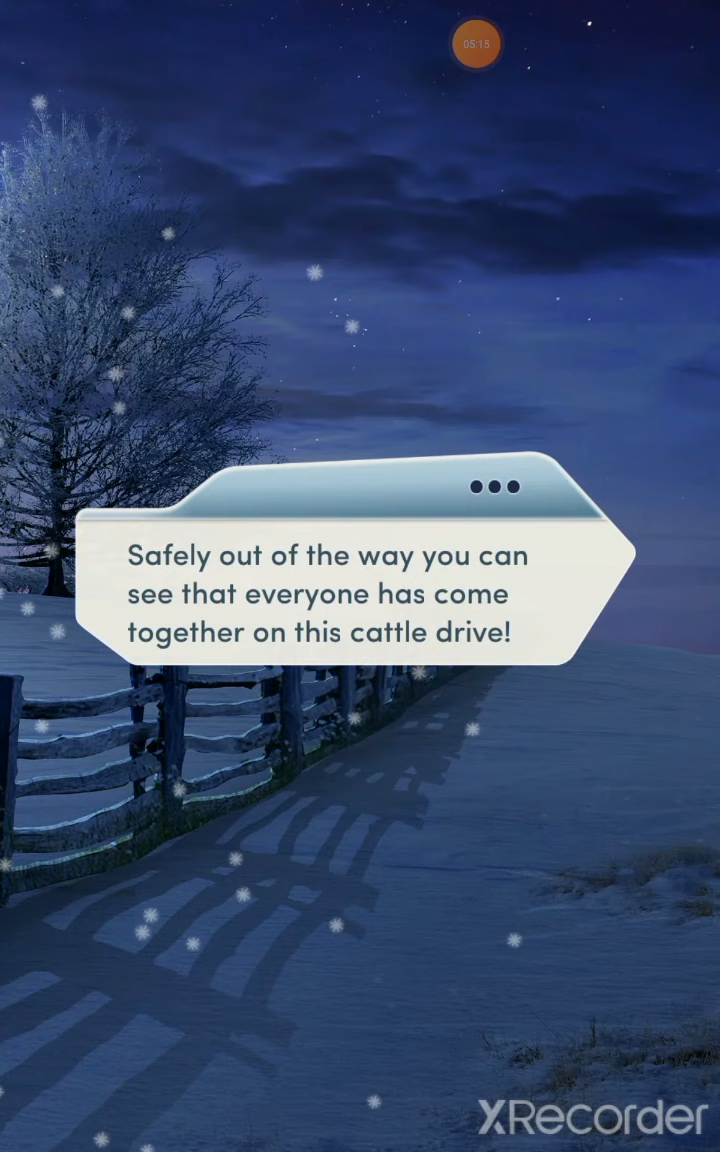 05:15
Safely out of the way you can
see that everyone has come
together on this cattle drive!
XRecorder